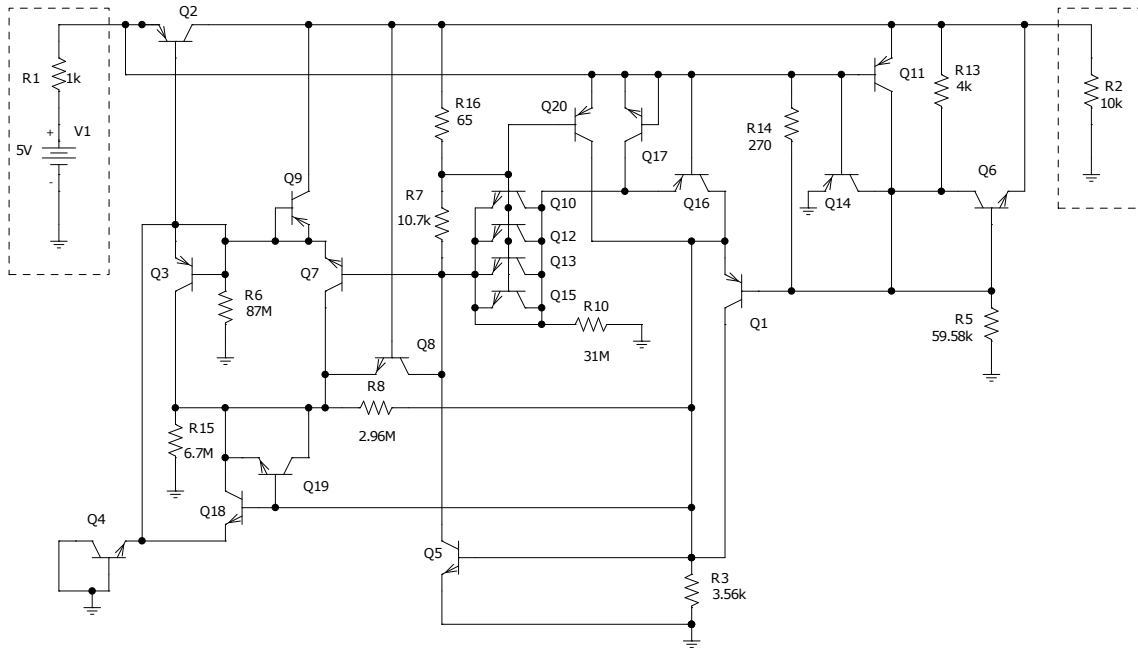 Q2
R1
1k
V1
+
5V
-
R16
65
Q20
Q17
R14
270
Q11
R13
4k
R2
10k
Q9
R7
10.7k
Q10
Q12
Q13
Q15
Q16
Q14
Q6
Q3
Q7
R6
87M
R10
31M
Q1
R5
59.58k
Q8
R8
2.96M
R15
6.7M
Q19
Q18
Q4
Q5
R3
3.56k